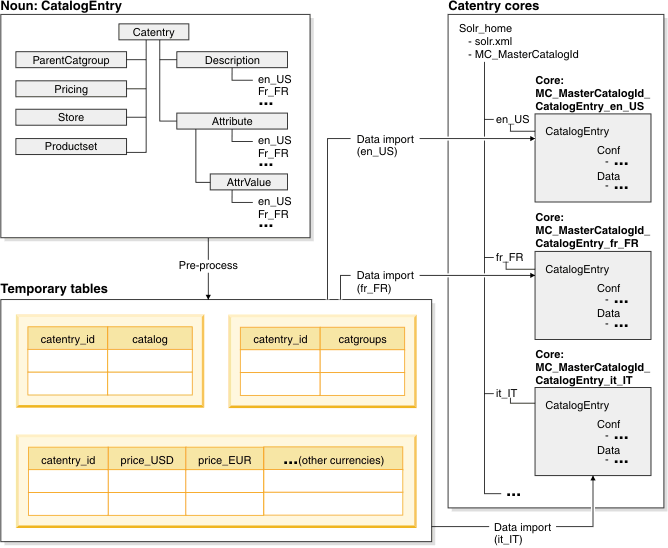 Noun: CatalogEntry
Catentry
ParentCatgroup
Pricing
Store
Productset
Description
en_US
Fr_FR
...
Attribute
en_US
Fr_FR
...
AttrValue
en_US
Fr_FR
...
Pre-process
Temporary tables
catentry_id catalog
catentry_id catgroups
catentry_id price_USD price_EUR ...(other currencies)
Data import
(en_US)
Data import
(fr_FR)
Data import
(it_IT)
Catentry cores
Solr_home
- solr.xml
- MC_MasterCatalogId
en_US
Core:
MC_MasterCatalogId_
CatalogEntry_en_US
CatalogEntry
Conf
- ...
Data
- ...
fr_FR
Core:
MC_MasterCatalogId_
CatalogEntry_fr_FR
CatalogEntry
Conf
- ...
Data
- ...
it_IT
Core:
MC_MasterCatalogId_
CatalogEntry_it_IT
CatalogEntry
Conf
- ...
Data
- ...
...